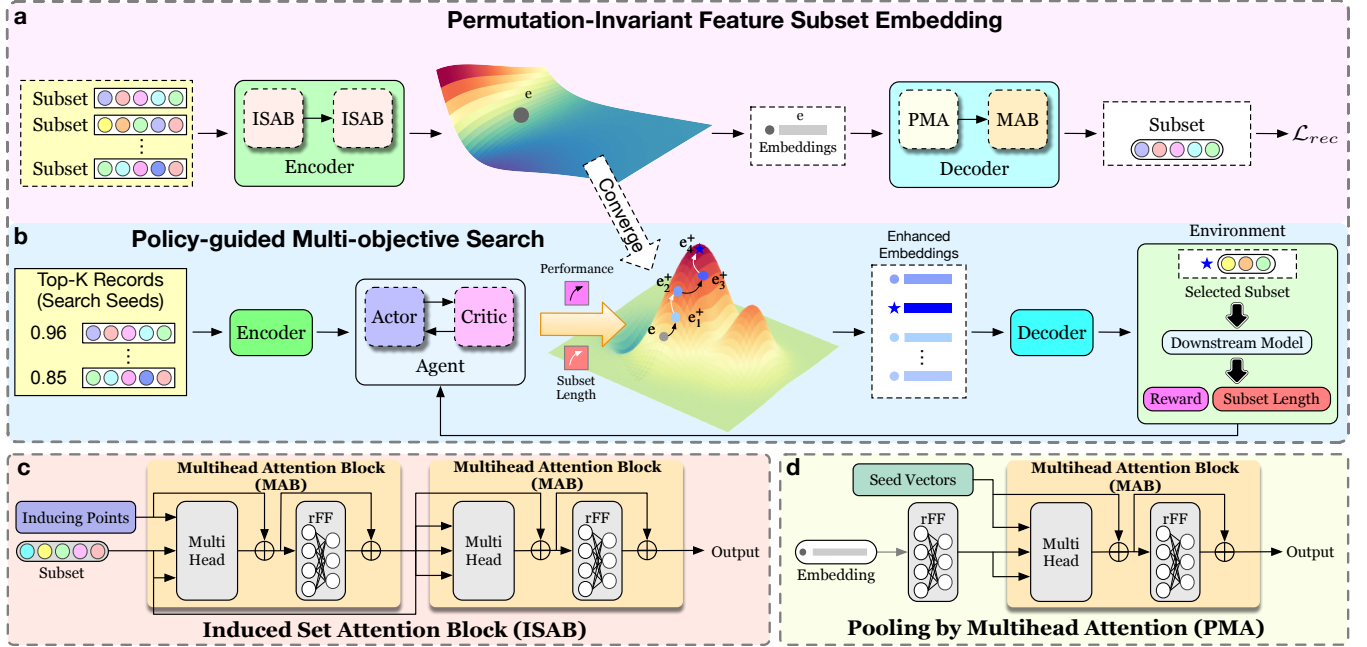 a
Permutation-Invariant Feature Subset Embedding
Subset
Subset
Subset
ISAB
ISAB
Encoder
e
e
Embeddings
PMA
MAB
Decoder
Subset
ℒrec
Converge
b
Policy-guided Multi-objective Search
Top-K Records
(Search Seeds)
0.96
0.85
Encoder
Actor
Critic
Agent
Performance
Subset
Length
e
e₁⁺
e₂⁺
e₃⁺
e₄⁺
Enhanced
Embeddings
Decoder
Environment
Selected Subset
Downstream Model
Reward
Subset Length
c
Multihead Attention Block
(MAB)
Multihead Attention Block
(MAB)
Inducing Points
Subset
Multi
Head
rFF
Multi
Head
rFF
Output
Induced Set Attention Block (ISAB)
d
Seed Vectors
Multihead Attention Block
(MAB)
Embedding
rFF
Multi
Head
rFF
Output
Pooling by Multihead Attention (PMA)